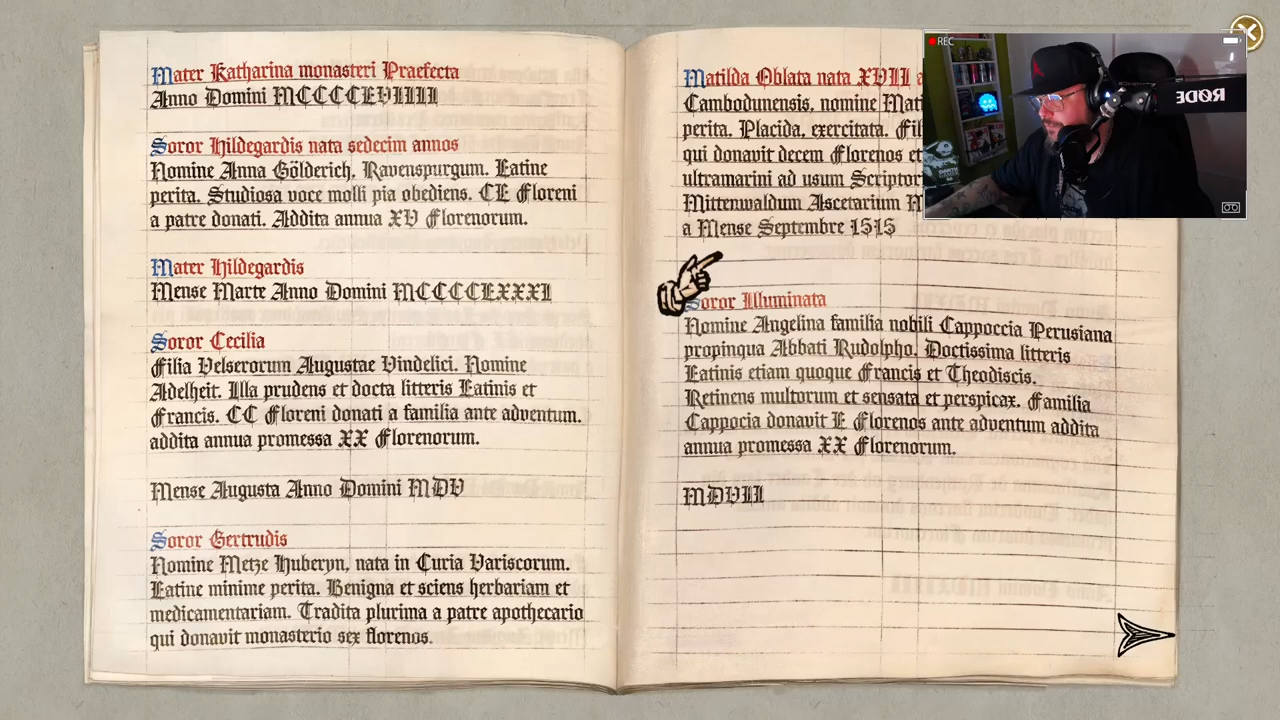 Mater Katharina monasteri Praefecta
Anno Domini MCCCCLVIIII
Soror Hildegardis nata sedecim annos
Nomine Anna Gölderich, Ravenspurgum. Latine
perita. Studiosa voce molli pia obediens. CL Floreni
a patre donati. Addita annua XV Florenorum.
Mater Hildegardis
Mense Marte Anno Domini MCCCCLXXXI
Soror Cecilia
Filia Velserorum Augustae Vindelici. Nomine
Adelheit. Illa prudens et docta litteris Latinis et
Francis. CC Floreni donati a familia ante adventum.
addita annua promessa XX Florenorum.
Mense Augusta Anno Domini MDV
Soror Gertrudis
Nomine Metze Huberyn, nata in Curia Variscorum.
Latine minime perita. Benigna et sciens herbariam et
medicamentariam. Tradita plurima a patre apothecario
qui donavit monasterio sex florenos.
Matilda Oblata nata XVII
Cambodunensis, nomine
perita. Placida, exercitata.
qui donavit decem Florenos et
ultramarini ad usum
Mittenwaldum Ascetarium
a Mense Septembre 1515
Soror Illuminata
Nomine Angelina familia nobili Cappoccia Perusiana
propinqua Abbati Rudolpho. Doctissima litteris
Latinis etiam quoque Francis et Theodiscis.
Retinens multorum et sensata et perspicax. Familia
Cappocia donavit L Florenos ante adventum addita
annua promessa XX Florenorum.
MDVII
REC
RØDE